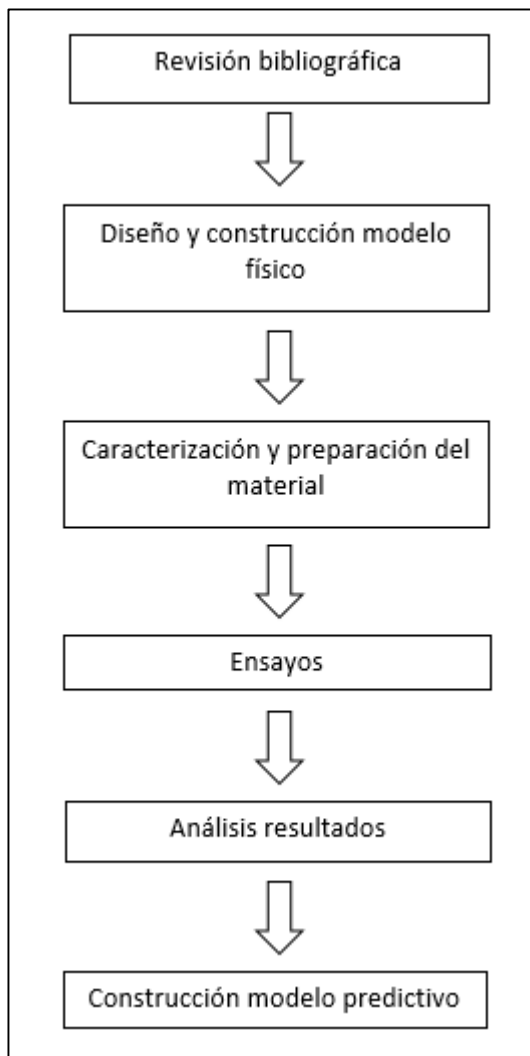 Revisión bibliográfica
Diseño y construcción modelo
físico
Caracterización y preparación del
material
Ensayos
Análisis resultados
Construcción modelo predictivo